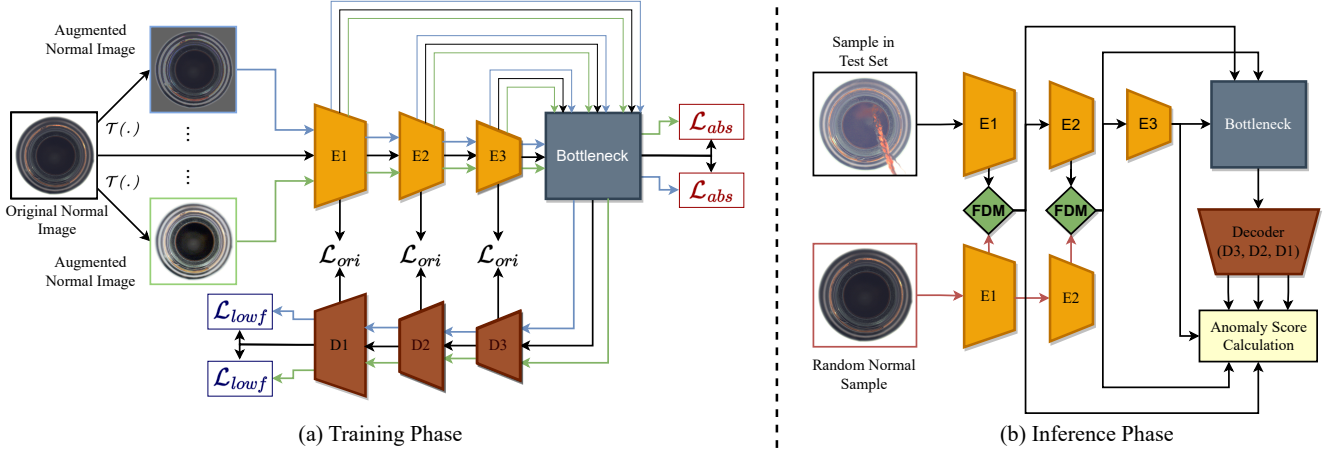 Augmented
Normal Image
𝒯(.)
⋮
⋮
𝒯(.)
Original Normal
Image
Augmented
Normal Image
E1
E2
E3
Bottleneck
ℒabs
ℒabs
ℒori
ℒori
ℒori
ℒlowf
ℒlowf
D1
D2
D3
(a) Training Phase
Sample in
Test Set
E1
E2
E3
Bottleneck
FDM
FDM
Decoder
(D3, D2, D1)
E1
E2
Anomaly Score
Calculation
Random Normal
Sample
(b) Inference Phase